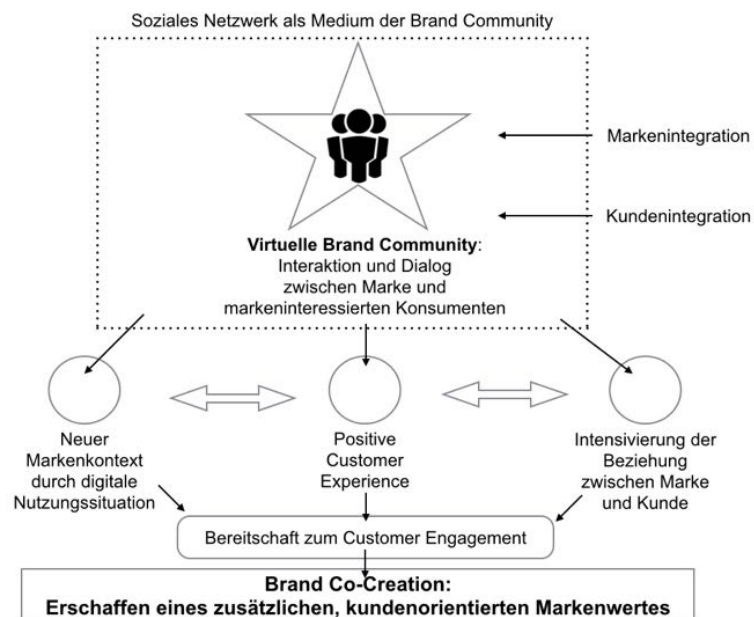 Soziales Netzwerk als Medium der Brand Community
Markenintegration
Kundenintegration
Virtuelle Brand Community:
Interaktion und Dialog
zwischen Marke und
markeninteressierten Konsumenten
Neuer
Markenkontext
durch digitale
Nutzungssituation
Positive
Customer
Experience
Intensivierung der
Beziehung
zwischen Marke
und Kunde
Bereitschaft zum Customer Engagement
Brand Co-Creation:
Erschaffen eines zusätzlichen, kundenorientierten Markenwertes